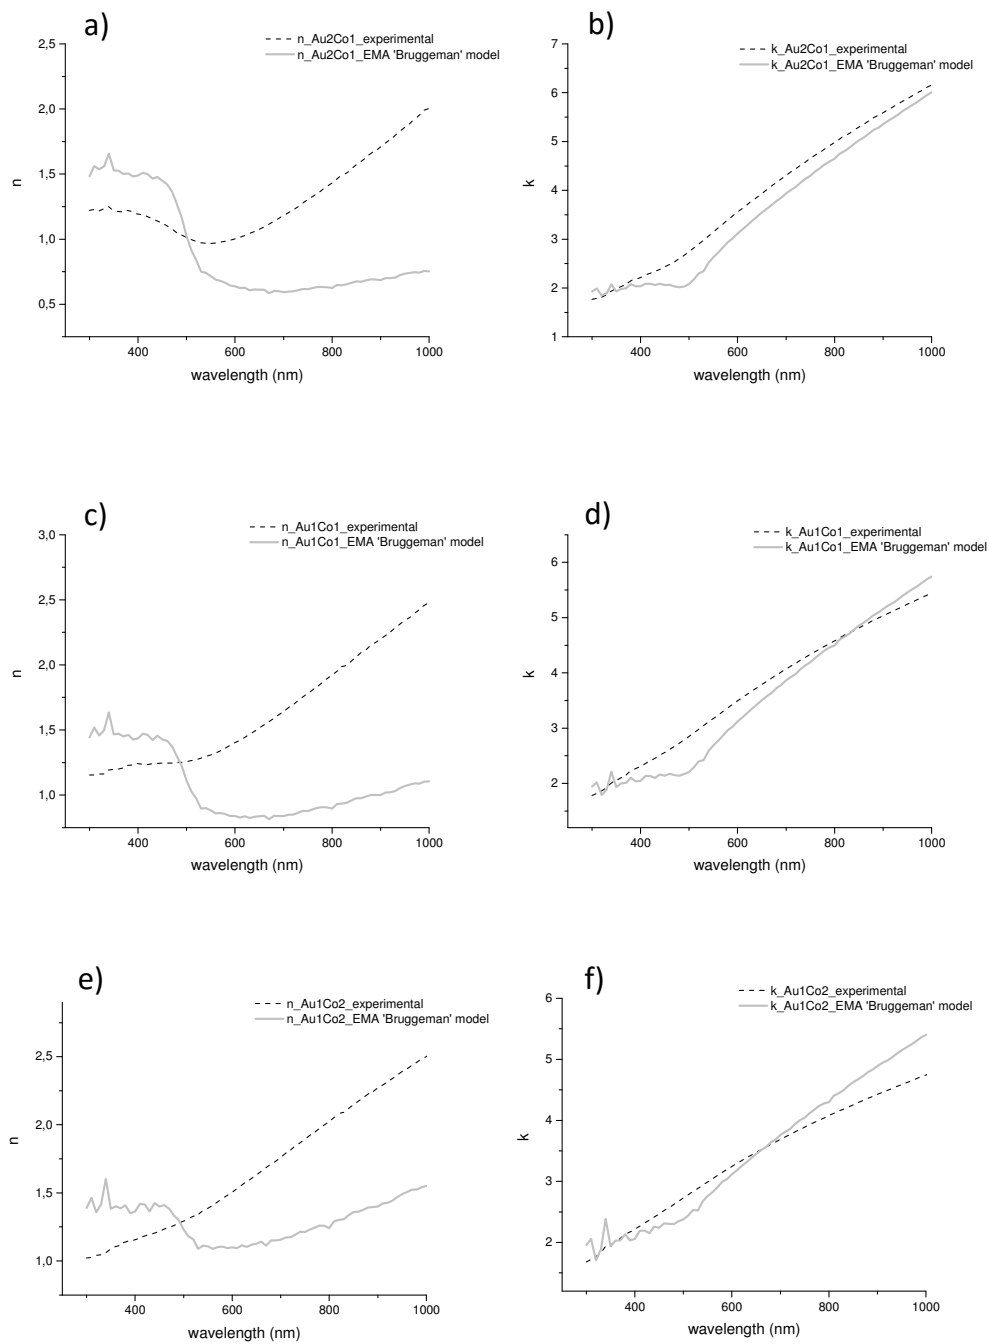 a)
n_Au2Co1_experimental
n_Au2Co1_EMA 'Bruggeman' model
2,5
2,0
1,5
1,0
0,5
n
400 600 800 1000
wavelength (nm)
b)
k_Au2Co1_experimental
k_Au2Co1_EMA 'Bruggeman' model
7
6
5
4
3
2
1
k
400 600 800 1000
wavelength (nm)
c)
n_Au1Co1_experimental
n_Au1Co1_EMA 'Bruggeman' model
3,0
2,5
2,0
1,5
1,0
n
400 600 800 1000
wavelength (nm)
d)
k_Au1Co1_experimental
k_Au1Co1_EMA 'Bruggeman' model
6
5
4
3
2
k
400 600 800 1000
wavelength (nm)
e)
n_Au1Co2_experimental
n_Au1Co2_EMA 'Bruggeman' model
2,5
2,0
1,5
1,0
n
400 600 800 1000
wavelength (nm)
f)
k_Au1Co2_experimental
k_Au1Co2_EMA 'Bruggeman' model
6
5
4
3
2
k
400 600 800 1000
wavelength (nm)